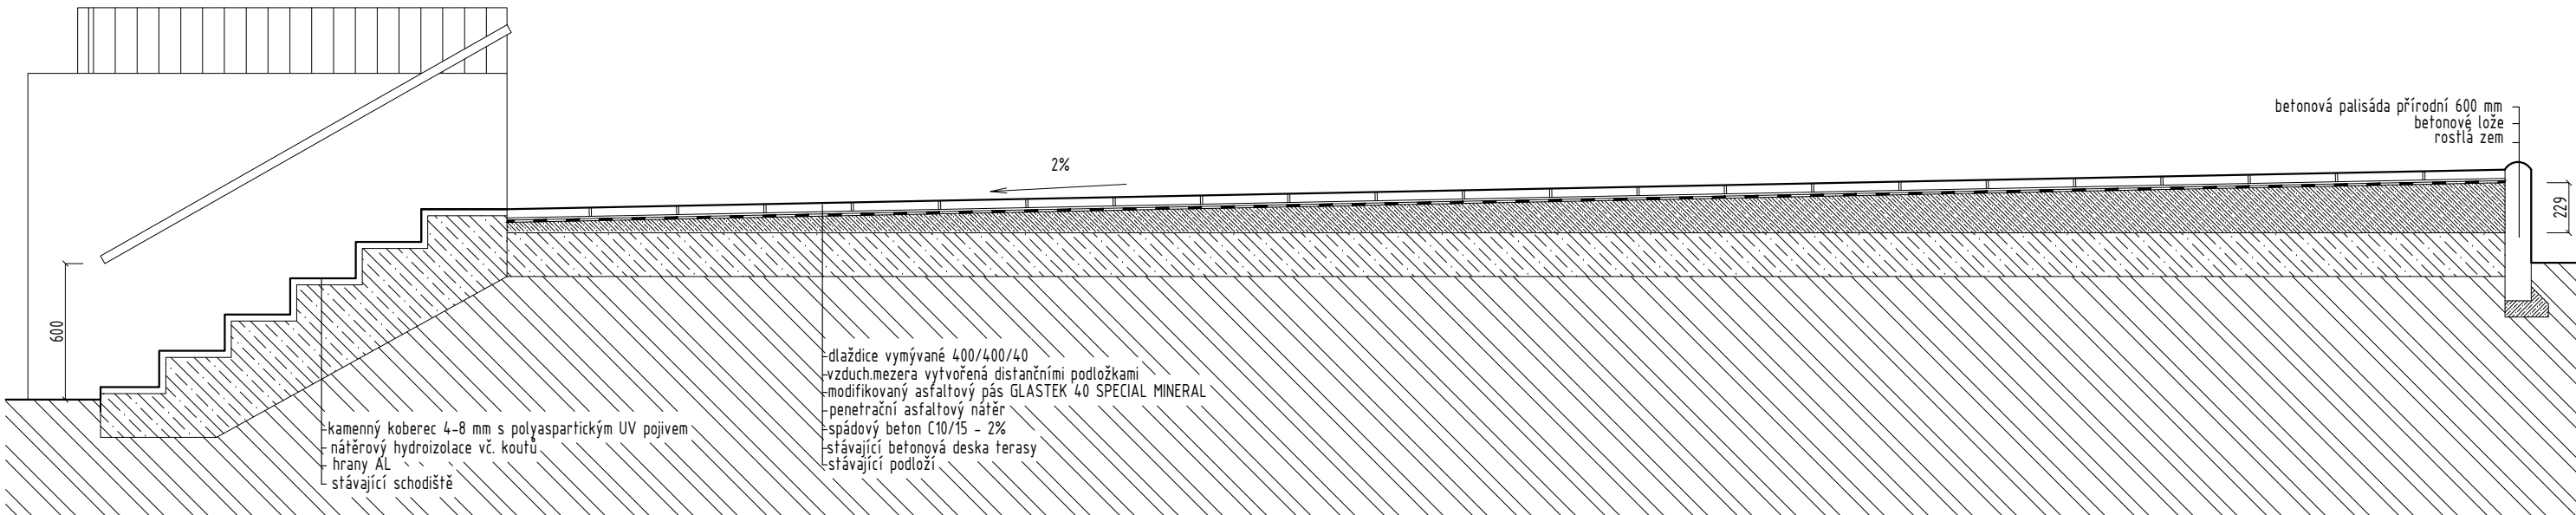 betonová palisáda přírodní 600 mm
betonové lože
rostlá zem
2%
229
600
dlaždice vymývané 400/400/40
vzduch.mezera vytvořená distančními podložkami
modifikovaný asfaltový pás GLASTEK 40 SPECIAL MINERAL
penetrační asfaltový nátěr
spádový beton C10/15 - 2%
stávající betonová deska terasy
stávající podloží
kamenný koberec 4-8 mm s polyaspartickým UV pojivem
nátěrový hydroizolace vč. koutů
hrany AL
stávající schodiště